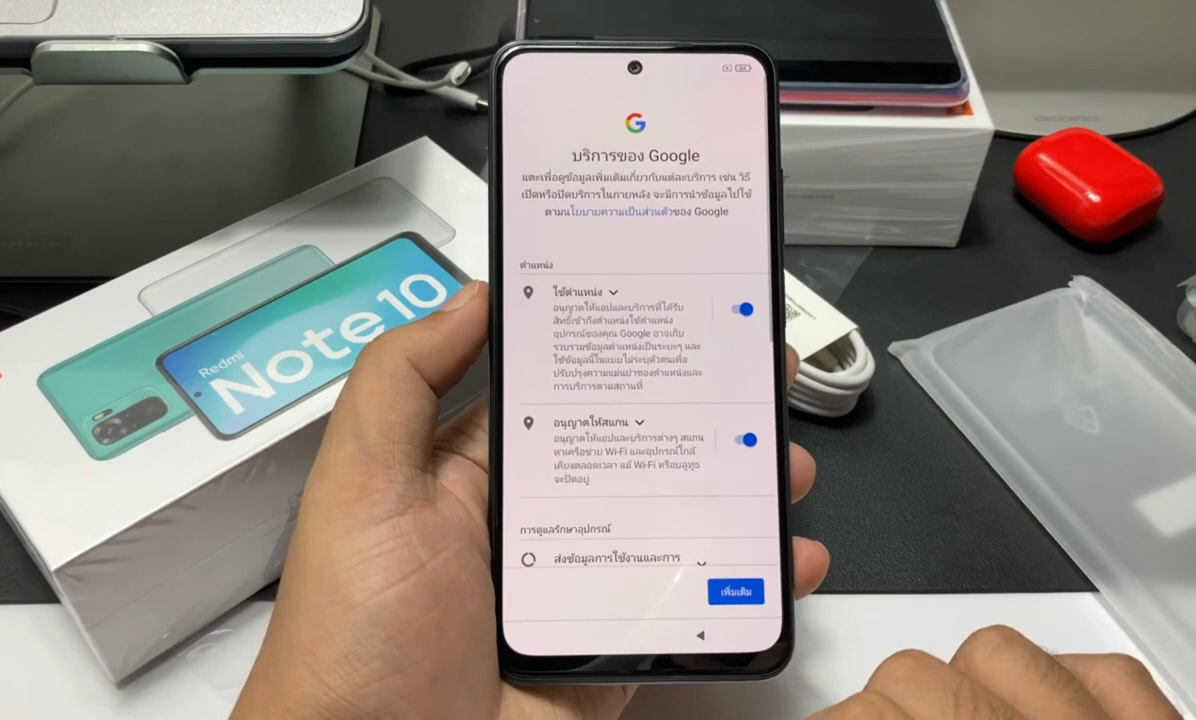 บริการของ Google
แตะเพื่อดูข้อมูลเพิ่มเติมเกี่ยวกับแต่ละบริการ เช่น วิธี
เปิดหรือปิดบริการในภายหลัง จะมีการนำข้อมูลไปใช้
ตามนโยบายความเป็นส่วนตัวของ Google
ตำแหน่ง
ใช้ตำแหน่ง
อนุญาตให้แอปและบริการที่ได้รับ
สิทธิ์เข้าถึงตำแหน่งใช้ตำแหน่ง
อุปกรณ์ของคุณ Google อาจเก็บ
รวบรวมข้อมูลตำแหน่งเป็นระยะๆ และ
ใช้ข้อมูลนี้ในแบบไม่ระบุตัวตนเพื่อ
ปรับปรุงความแม่นยำของตำแหน่งและ
การบริการตามสถานที่
อนุญาตให้สแกน
อนุญาตให้แอปและบริการต่างๆ สแกน
หาเครือข่าย Wi-Fi และอุปกรณ์ใกล้
เคียงตลอดเวลา แม้ Wi-Fi หรือบลูทูธ
จะปิดอยู่
การดูแลรักษาอุปกรณ์
ส่งข้อมูลการใช้งานและการ
เพิ่มเติม
Redmi
Note 10